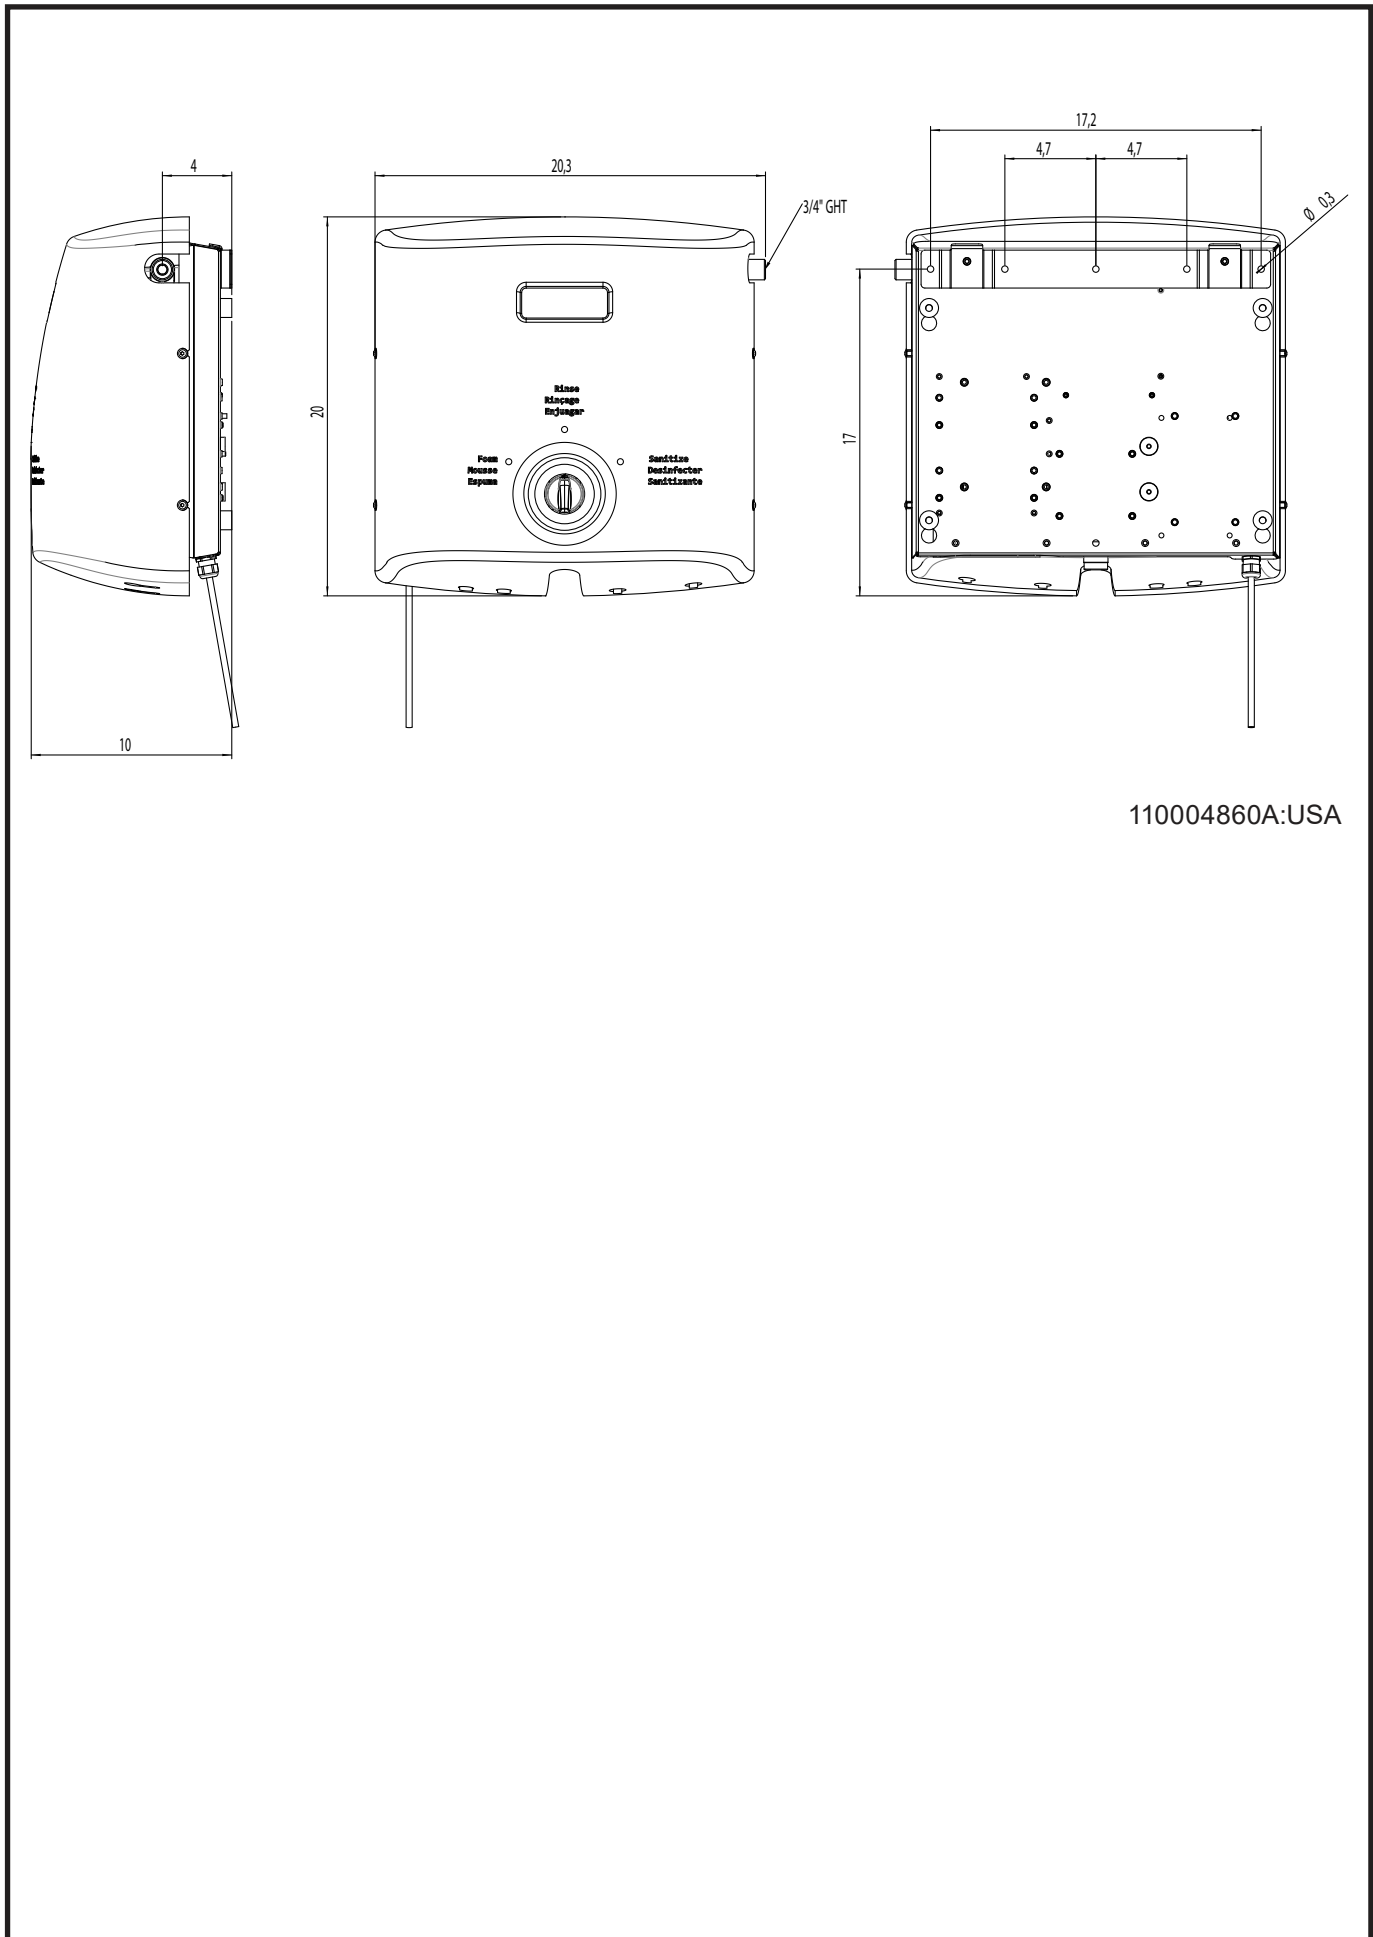 17,2
4,7
4,7
4
20,3
3/4" GHT
Ø 0,3
Rinse
Rinçage
Enjuagar
20
17
Foam
Mousse
Espuma
Sanitize
Desinfecter
Sanitizante
10
110004860A:USA